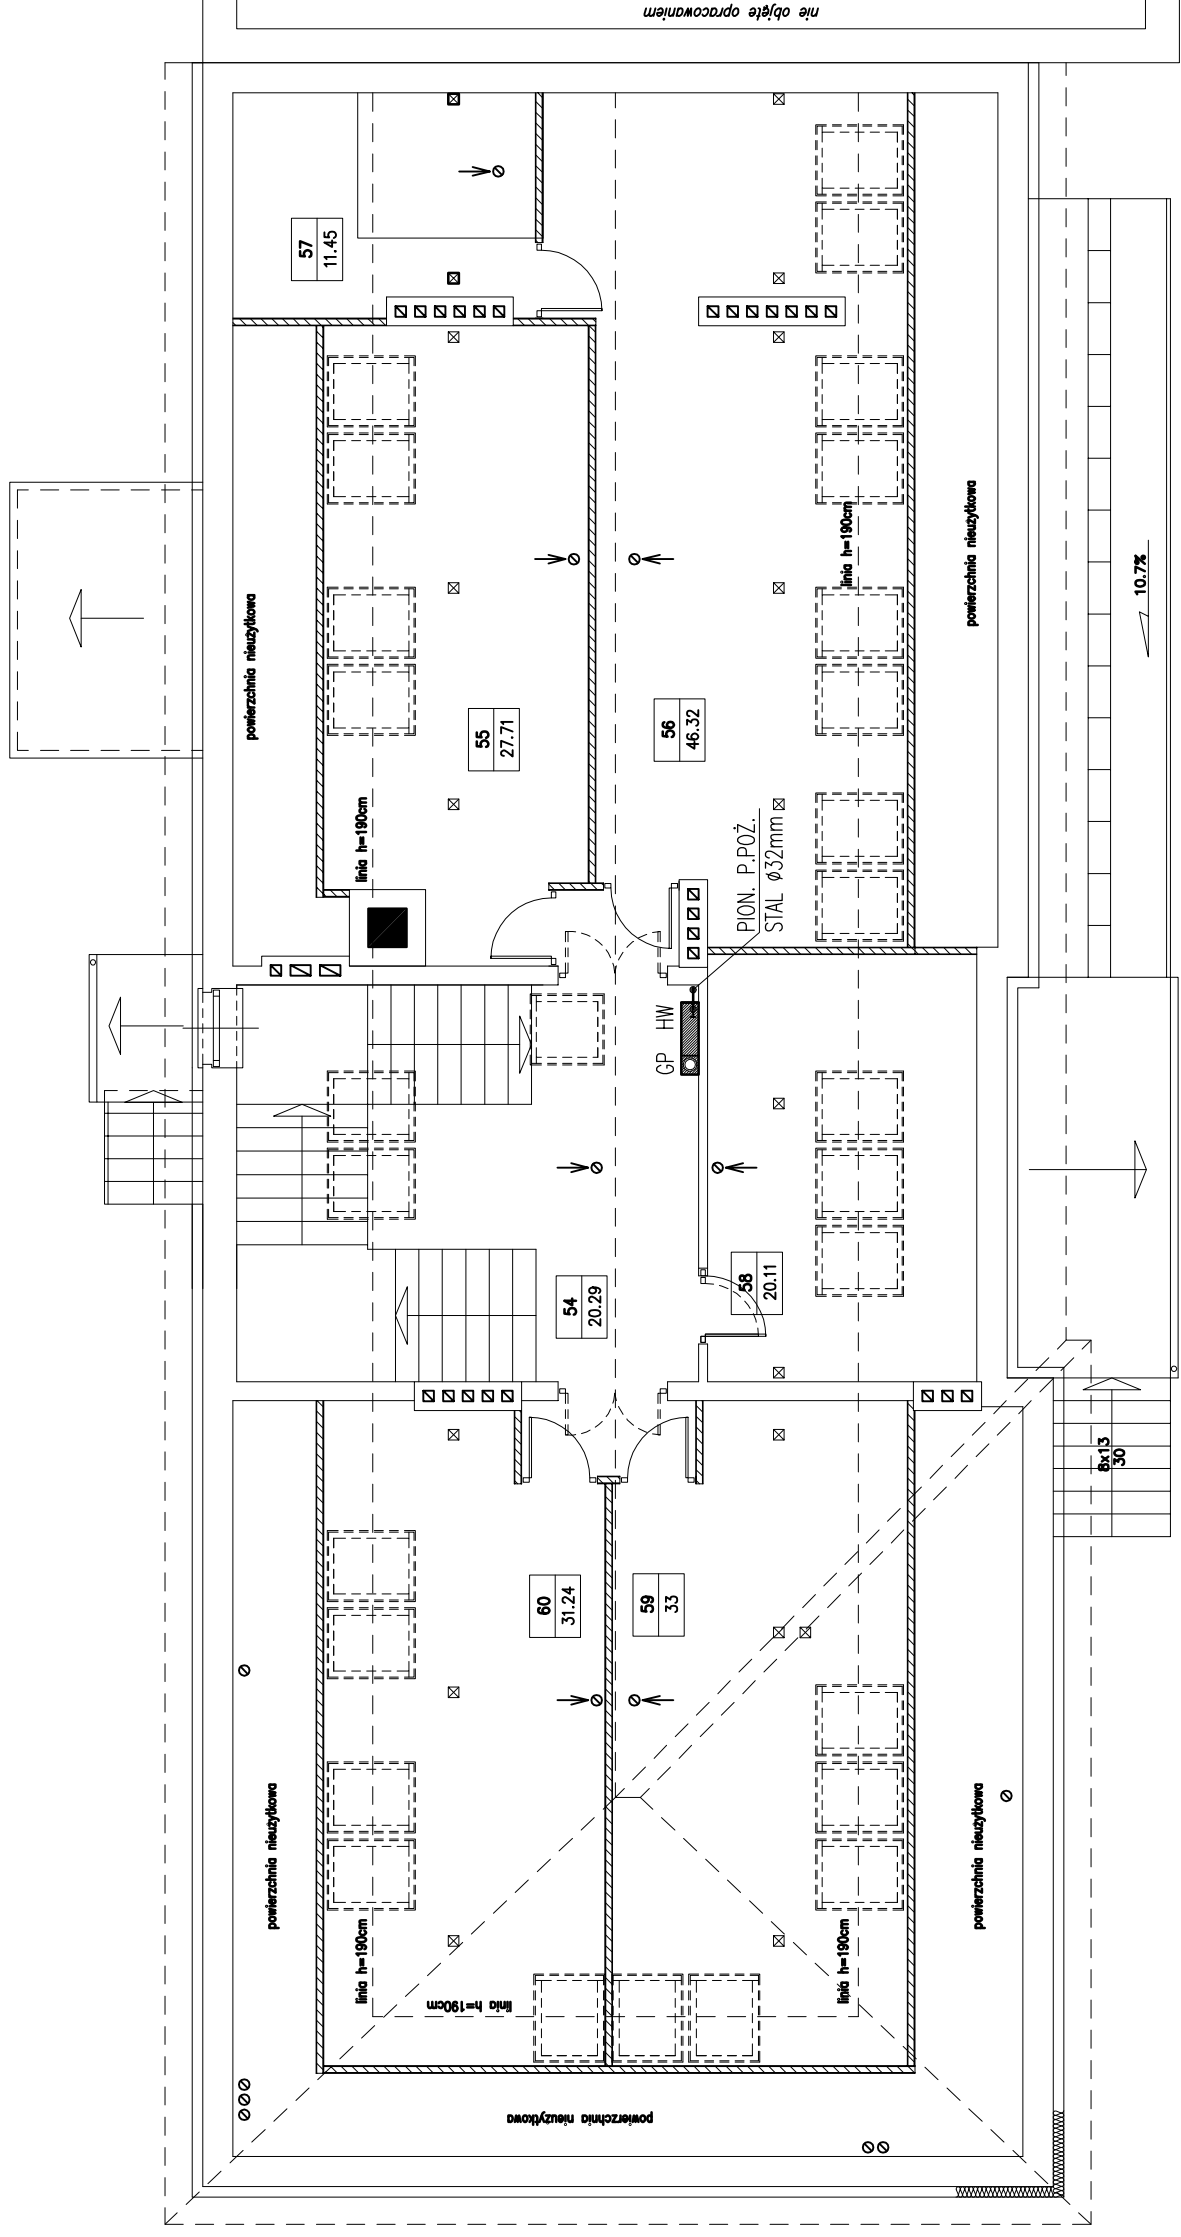 nie objęte opracowaniem
57
11.45
powierzchnia nieużytkowa
linia h=190cm
55
27.71
56
46.32
linia h=190cm
powierzchnia nieużytkowa
10.7%
PION. P.POŻ.
STAL ø32mm
GP HW
54
20.29
58
20.11
8x13
30
60
31.24
59
33
powierzchnia nieużytkowa
linia h=190cm
linia h=190cm
linia h=190cm
powierzchnia nieużytkowa
powierzchnia nieużytkowa